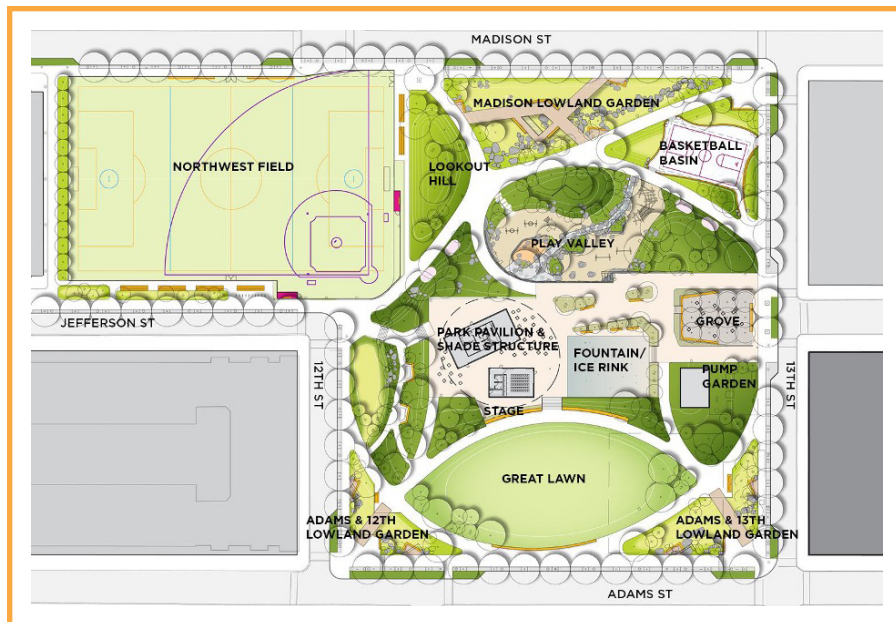 MADISON ST
MADISON LOWLAND GARDEN
BASKETBALL
BASIN
NORTHWEST FIELD
LOOKOUT
HILL
PLAY VALLEY
JEFFERSON ST
PARK PAVILION &
SHADE STRUCTURE
GROVE
FOUNTAIN/
ICE RINK
12TH ST
13TH ST
PUMP
GARDEN
STAGE
GREAT LAWN
ADAMS & 12TH
LOWLAND GARDEN
ADAMS & 13TH
LOWLAND GARDEN
ADAMS ST